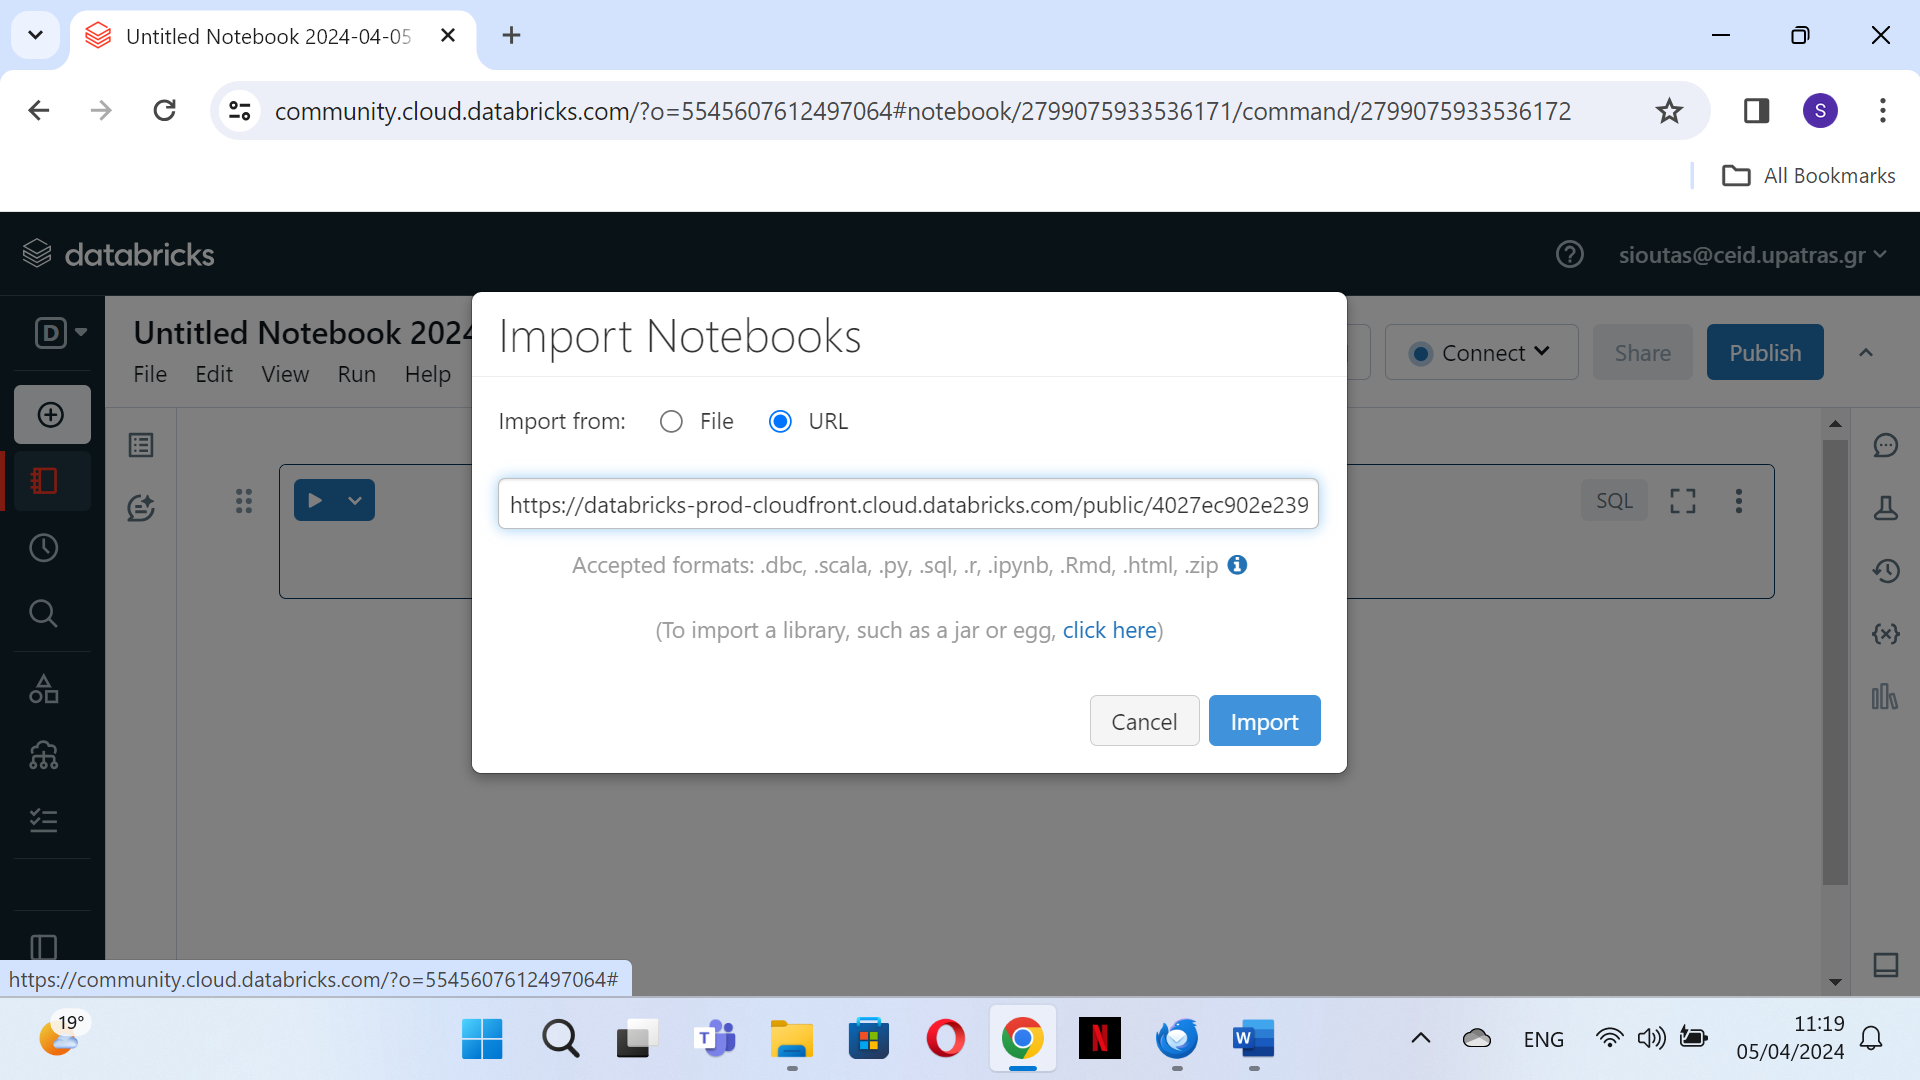 Untitled Notebook 2024-04-05
community.cloud.databricks.com/?o=5545607612497064#notebook/2799075933536171/command/2799075933536172
S
All Bookmarks
databricks
sioutas@ceid.upatras.gr
D
Untitled Notebook 2024
File Edit View Run Help
Connect
Share
Publish
Import Notebooks
Import from: File URL
https://databricks-prod-cloudfront.cloud.databricks.com/public/4027ec902e239
SQL
Accepted formats: .dbc, .scala, .py, .sql, .r, .ipynb, .Rmd, .html, .zip
(To import a library, such as a jar or egg, click here)
Cancel
Import
https://community.cloud.databricks.com/?o=5545607612497064#
19°
T
N
W
ENG
11:19
05/04/2024